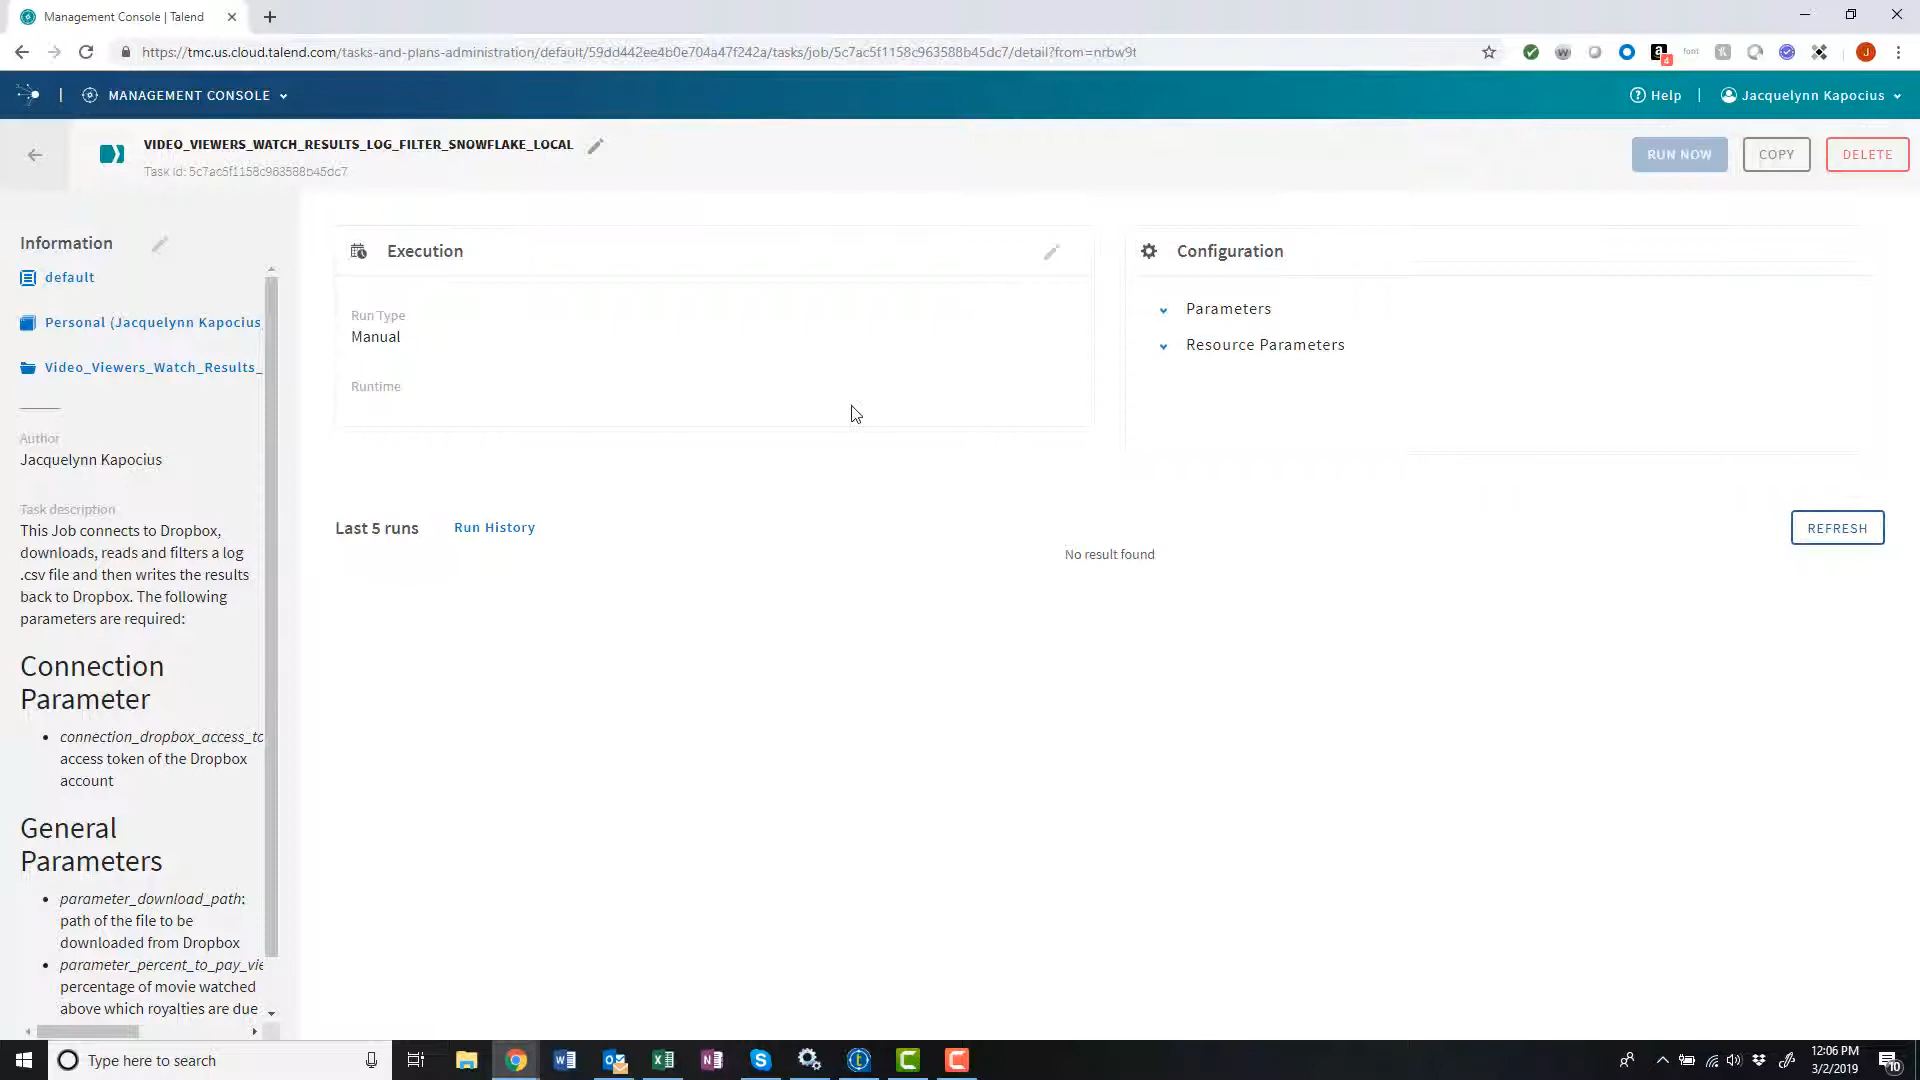 Management Console | Talend
https://tmc.us.cloud.talend.com/tasks-and-plans-administration/default/59dd442ee4b0e704a47f242a/tasks/job/5c7ac5f1158c963588b45dc7/detail?from=nrbw9t
font
4
J
MANAGEMENT CONSOLE
Help
Jacquelynn Kapocius
VIDEO_VIEWERS_WATCH_RESULTS_LOG_FILTER_SNOWFLAKE_LOCAL
Task Id: 5c7ac5f1158c963588b45dc7
RUN NOW
COPY
DELETE
Information
default
Personal (Jacquelynn Kapocius
Video_Viewers_Watch_Results_
Author
Jacquelynn Kapocius
Task description
This Job connects to Dropbox,
downloads, reads and filters a log
.csv file and then writes the results
back to Dropbox. The following
parameters are required:
Connection
Parameter
connection_dropbox_access_to
access token of the Dropbox
account
General
Parameters
parameter_download_path:
path of the file to be
downloaded from Dropbox
parameter_percent_to_pay_vie
percentage of movie watched
above which royalties are due
Execution
Run Type
Manual
Runtime
Configuration
Parameters
Resource Parameters
Last 5 runs
Run History
REFRESH
No result found
Type here to search
12:06 PM
3/2/2019
10